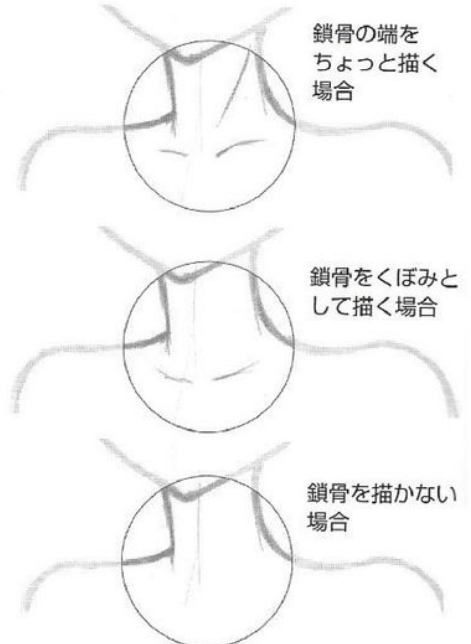 鎖骨の端を
ちょっと描く
場合
鎖骨をくぼみと
して描く場合
鎖骨を描かない
場合